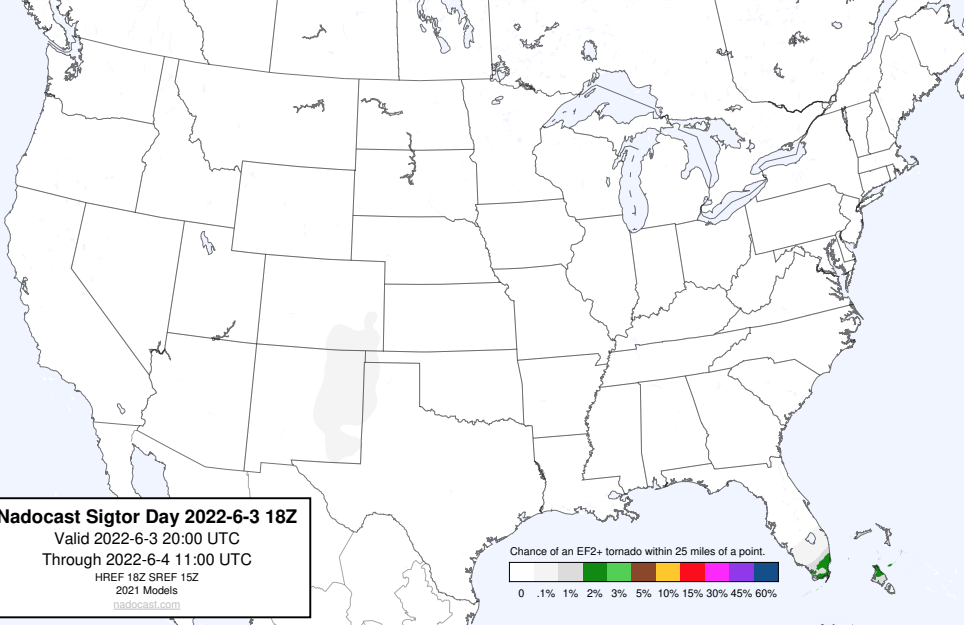 Nadocast Sigtor Day 2022-6-3 18Z
Valid 2022-6-3 20:00 UTC
Through 2022-6-4 11:00 UTC
HREF 18Z SREF 15Z
2021 Models
nadocast.com
Chance of an EF2+ tornado within 25 miles of a point.
0 .1% 1% 2% 3% 5% 10% 15% 30% 45% 60%